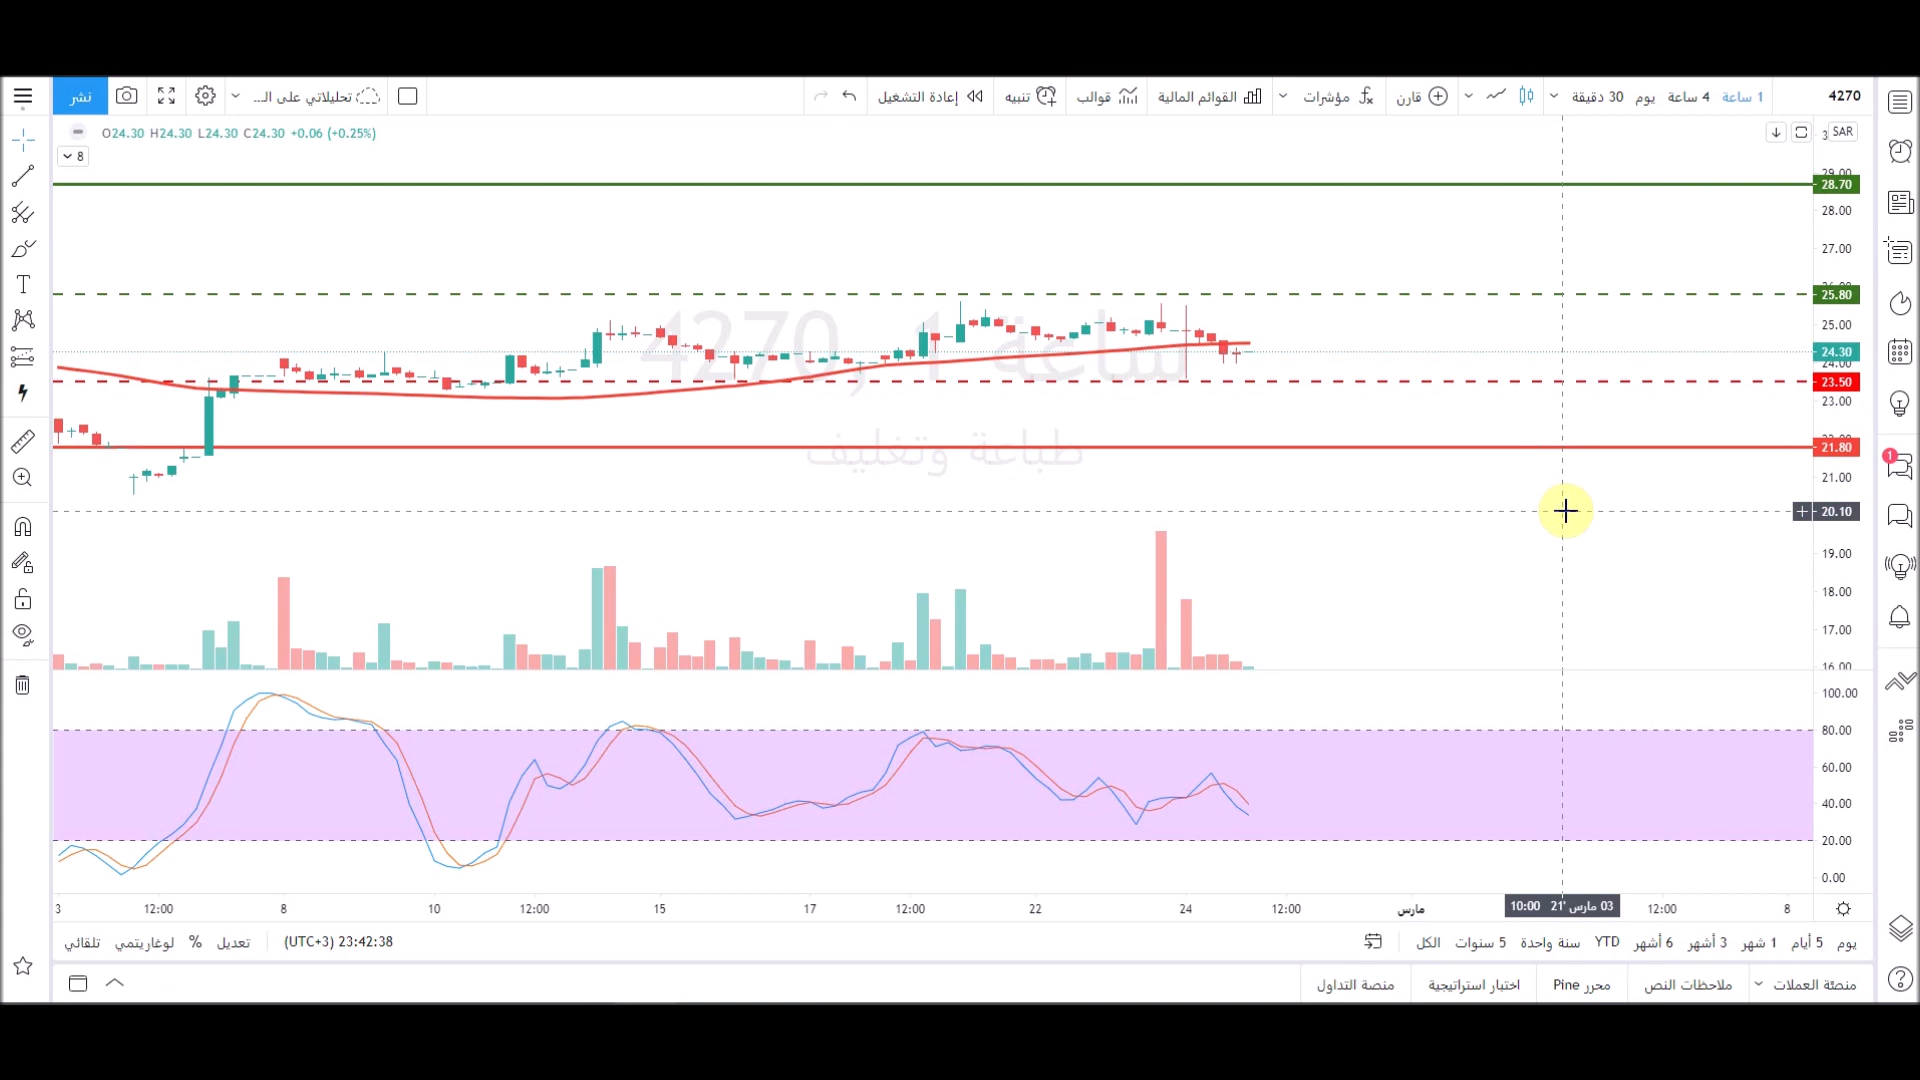 نشر
تحليلاتي على الـ...
إعادة التشغيل
تنبيه
قوالب
القوائم المالية
مؤشرات
قارن
30 دقيقة
يوم
4 ساعة
1 ساعة
4270
O24.30 H24.30 L24.30 C24.30 +0.06 (+0.25%)
8
SAR
28.70
28.00
27.00
25.80
25.00
24.30
24.00
23.50
23.00
21.80
21.00
20.10
19.00
18.00
17.00
16.00
4270, 1 ساعة
طباعة وتغليف
1
100.00
80.00
60.00
40.00
20.00
0.00
3
12:00
8
10
12:00
15
17
12:00
22
24
12:00
مارس
03 مارس '21 10:00
12:00
8
تلقائي
لوغاريتمي
%
تعديل
23:42:38 (UTC+3)
الكل
5 سنوات
سنة واحدة
YTD
6 أشهر
3 أشهر
1 شهر
5 أيام
يوم
منصة التداول
اختبار استراتيجية
محرر Pine
ملاحظات النص
منصئة العملات